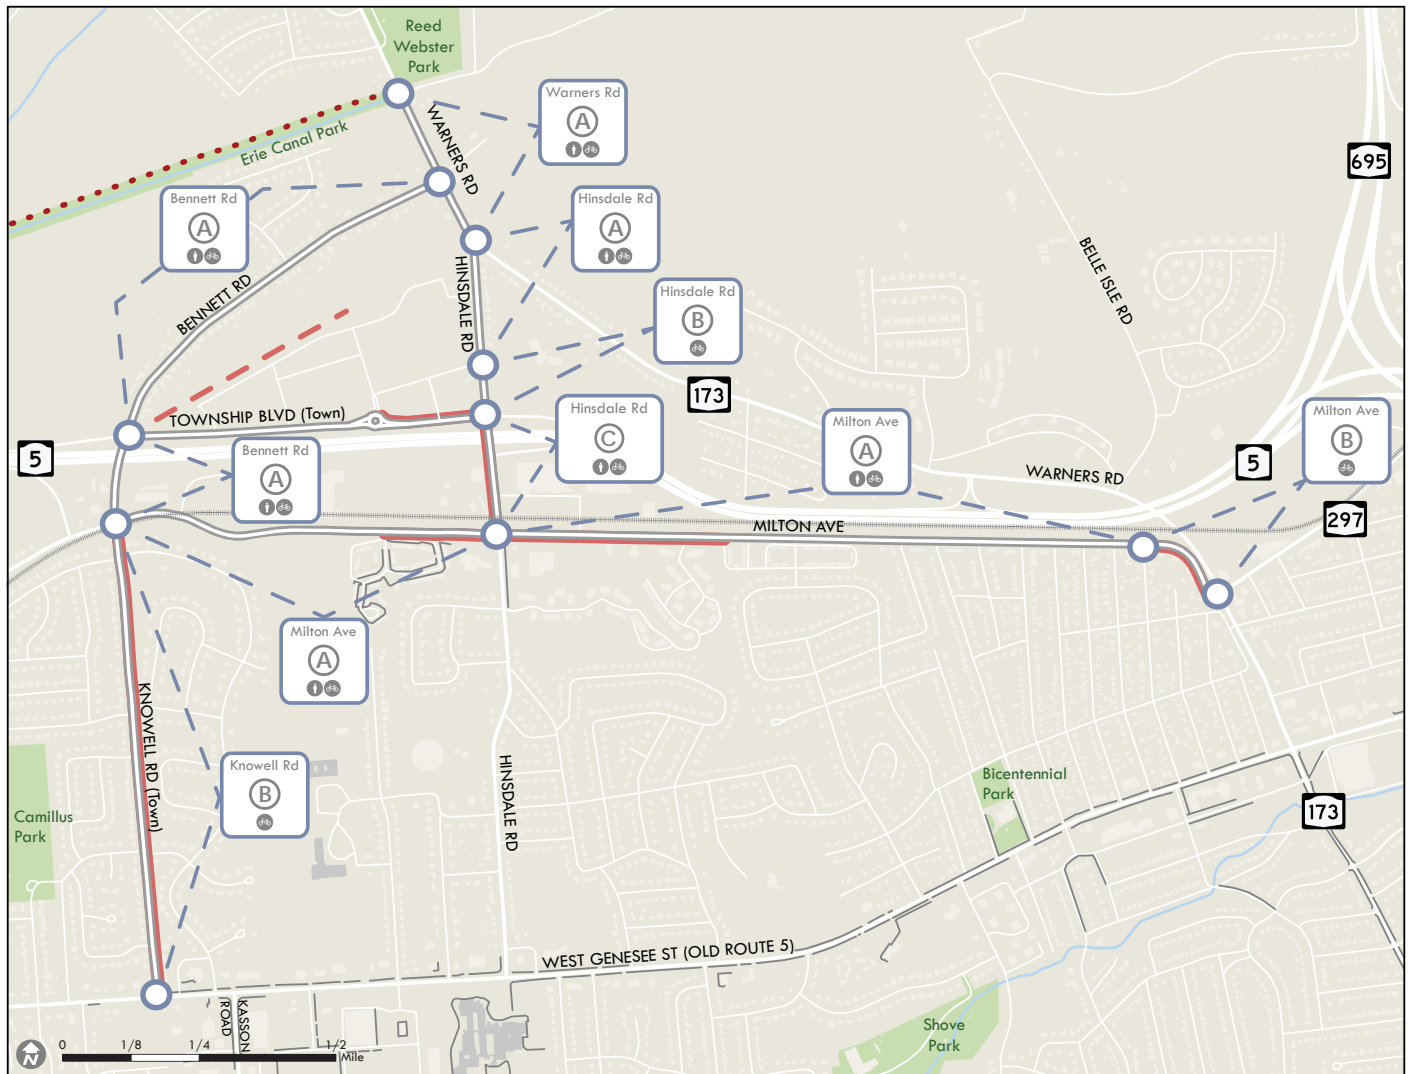 Reed
Webster
Park
Warners Rd
A
WARNERS RD
Erie Canal Park
695
Bennett Rd
A
Hinsdale Rd
A
BELLE ISLE RD
HINSDALE RD
BENNETT RD
Hinsdale Rd
B
173
TOWNSHIP BLVD (Town)
Hinsdale Rd
C
Milton Ave
A
Milton Ave
B
5
Bennett Rd
A
5
WARNERS RD
297
MILTON AVE
Milton Ave
A
KNOWELL RD (Town)
HINSDALE RD
Knowell Rd
B
Bicentennial
Park
Camillus
Park
173
WEST GENESEE ST (OLD ROUTE 5)
KASSON
ROAD
Shove
Park
N
0 1/8 1/4 1/2
Mile